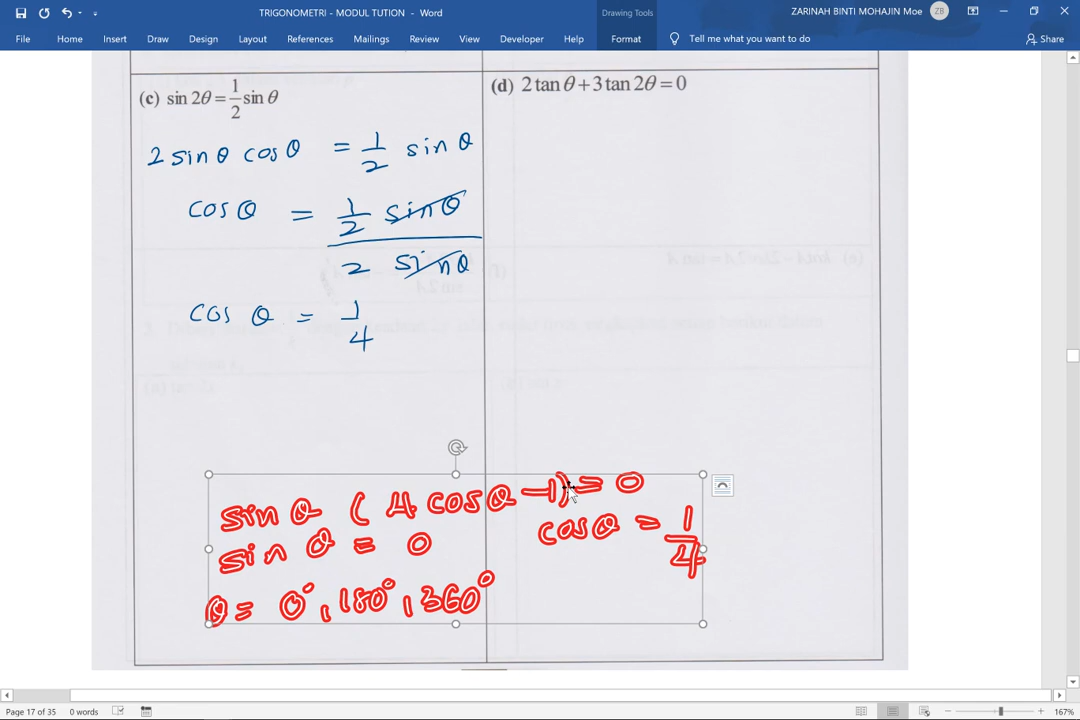 TRIGONOMETRI - MODUL TUTION - Word
Drawing Tools
ZARINAH BINTI MOHAJIN Moe ZB
File Home Insert Draw Design Layout References Mailings Review View Developer Help Format Tell me what you want to do Share
(c) sin 2θ = 1/2 sin θ
2 sin θ cos θ = 1/2 sin θ
cos θ = 1/2 sin θ / 2 sin θ
cos θ = 1/4
(d) 2 tan θ + 3 tan 2θ = 0
sin θ (4 cos θ - 1) = 0
sin θ = 0 cos θ = 1/4
θ = 0°, 180°, 360°
Page 17 of 35 0 words 167%